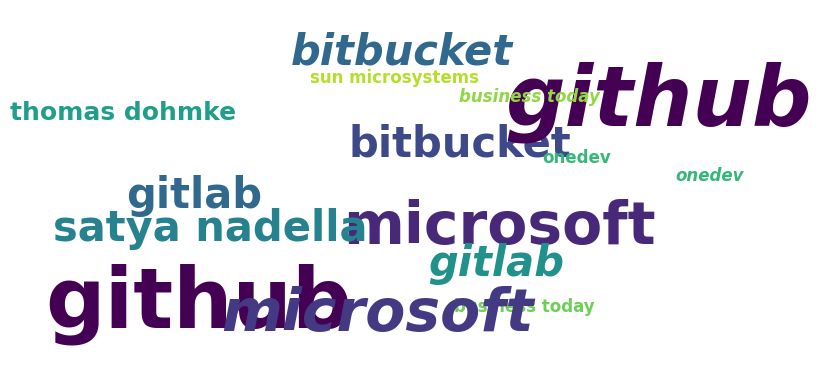 bitbucket
sun microsystems
business today
github
thomas dohmke
bitbucket
onedev
onedev
gitlab
satya nadella
microsoft
gitlab
github
microsoft
business today